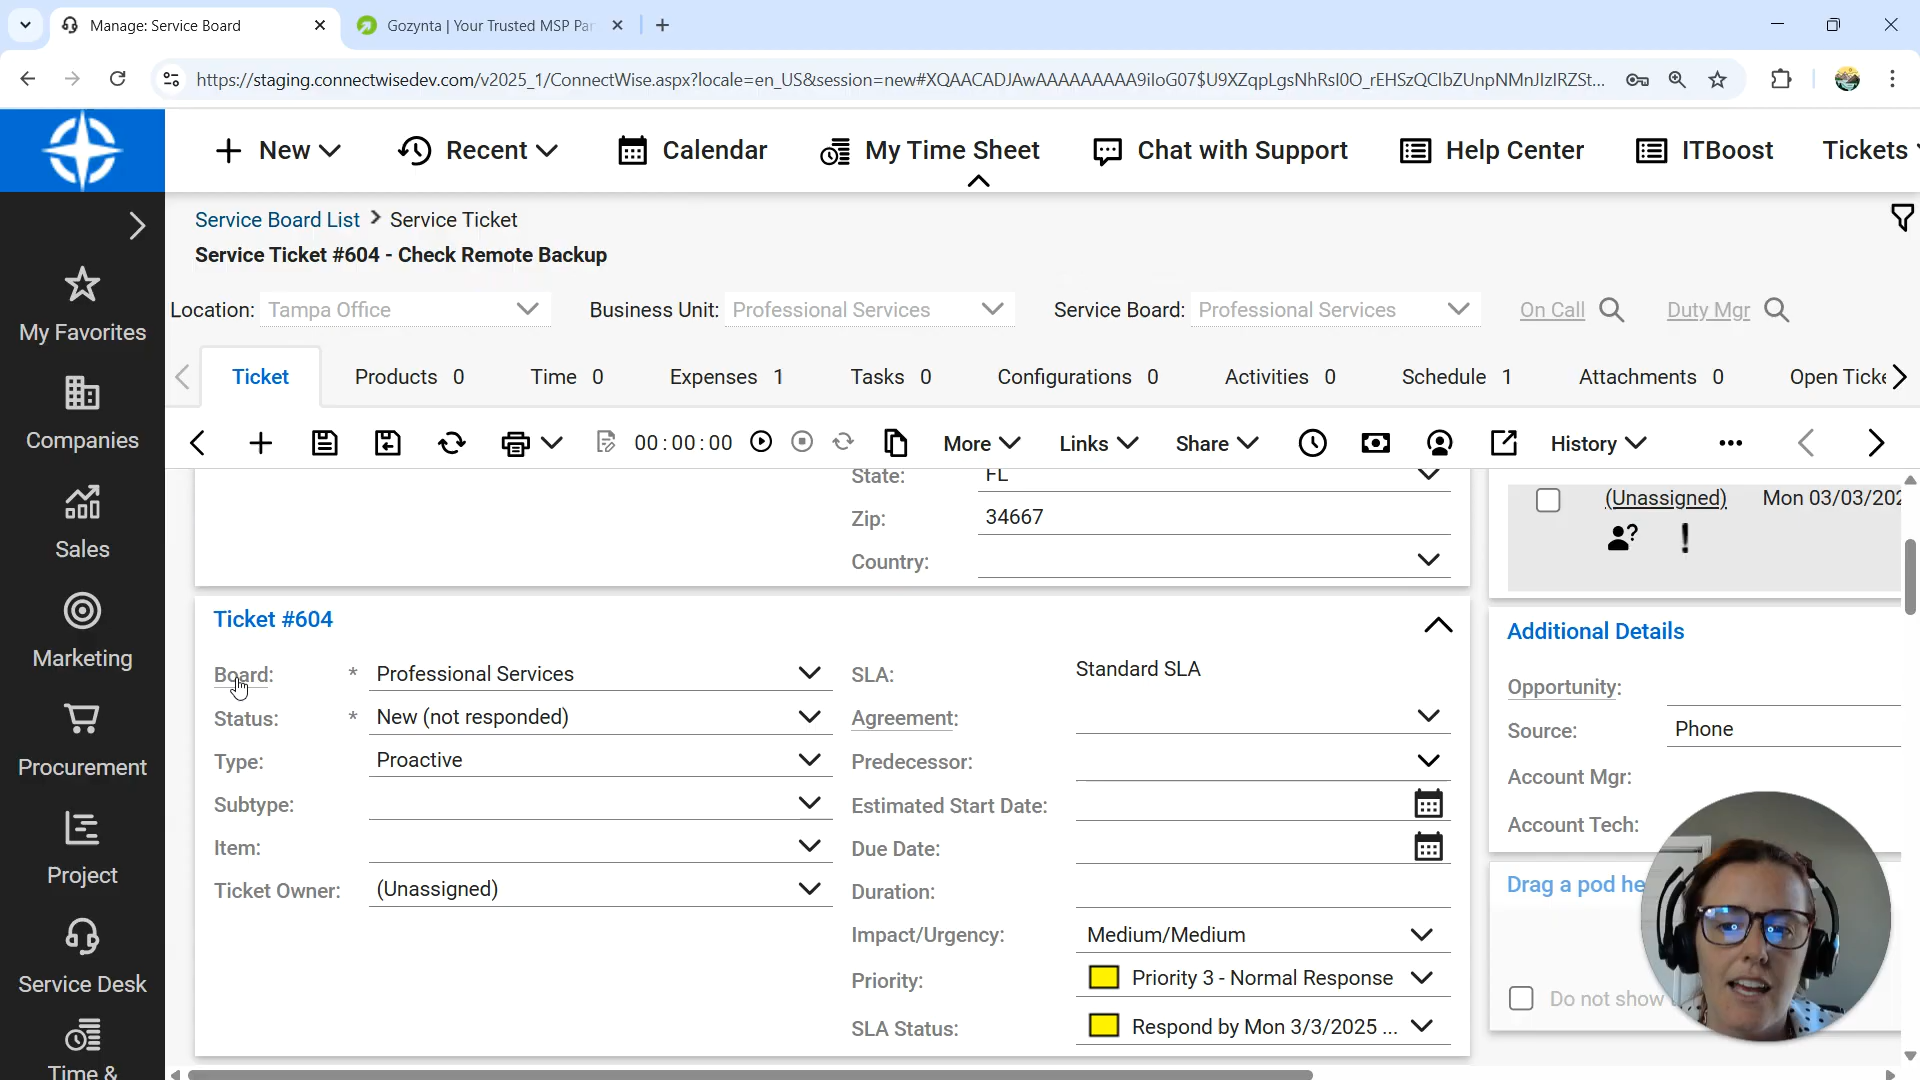 Manage: Service Board
Gozynta | Your Trusted MSP Par
https://staging.connectwisedev.com/v2025_1/ConnectWise.aspx?locale=en_US&session=new#XQAACADJAwAAAAAAAAA9iIoG07$U9XZqpLgsNhRsI0O_rEHSzQCIbZUnpNMnJIzIRZSt...
New
Recent
Calendar
My Time Sheet
Chat with Support
Help Center
ITBoost
Tickets
Service Board List > Service Ticket
Service Ticket #604 - Check Remote Backup
Location: Tampa Office
Business Unit: Professional Services
Service Board: Professional Services
On Call
Duty Mgr
Ticket
Products 0
Time 0
Expenses 1
Tasks 0
Configurations 0
Activities 0
Schedule 1
Attachments 0
Open Ticke
00:00:00
More
Links
Share
History
...
My Favorites
Companies
Sales
Marketing
Procurement
Project
Service Desk
Time &
State: FL
Zip: 34667
Country:
(Unassigned) Mon 03/03/202
Ticket #604
Board: * Professional Services
Status: * New (not responded)
Type: Proactive
Subtype:
Item:
Ticket Owner: (Unassigned)
SLA: Standard SLA
Agreement:
Predecessor:
Estimated Start Date:
Due Date:
Duration:
Impact/Urgency: Medium/Medium
Priority: Priority 3 - Normal Response
SLA Status: Respond by Mon 3/3/2025 ...
Additional Details
Opportunity:
Source: Phone
Account Mgr:
Account Tech:
Drag a pod he
Do not show